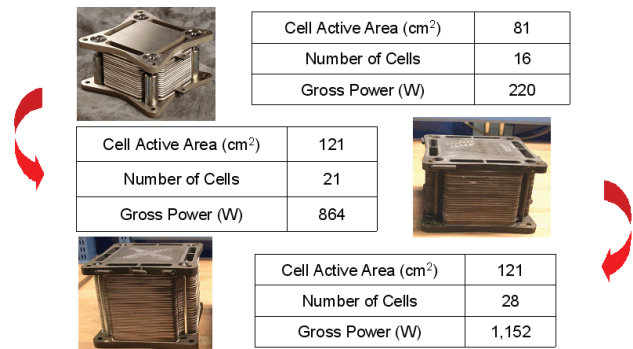 Cell Active Area (cm²) 81
Number of Cells 16
Gross Power (W) 220
Cell Active Area (cm²) 121
Number of Cells 21
Gross Power (W) 864
Cell Active Area (cm²) 121
Number of Cells 28
Gross Power (W) 1,152